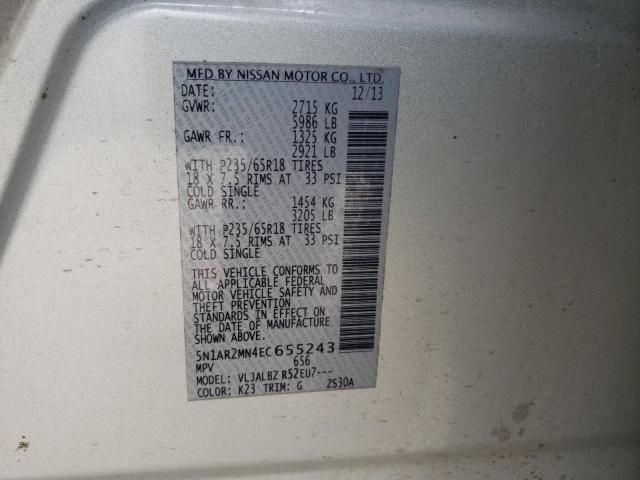 MFD BY NISSAN MOTOR CO., LTD.
DATE: 12/13
GVWR: 2715 KG
5986 LB
GAWR FR.: 1325 KG
2921 LB
WITH P235/65R18 TIRES
18 X 7.5 RIMS AT 33 PSI
COLD SINGLE
GAWR RR.: 1454 KG
3205 LB
WITH P235/65R18 TIRES
18 X 7.5 RIMS AT 33 PSI
COLD SINGLE
THIS VEHICLE CONFORMS TO
ALL APPLICABLE FEDERAL
MOTOR VEHICLE SAFETY AND
THEFT PREVENTION
STANDARDS IN EFFECT ON THE
DATE OF MANUFACTURE
SHOWN ABOVE.
5N1AR2MN4EC655243
MPV 656
MODEL: VLJALBZ R52EU7---
COLOR: K23 TRIM: G ZS30A